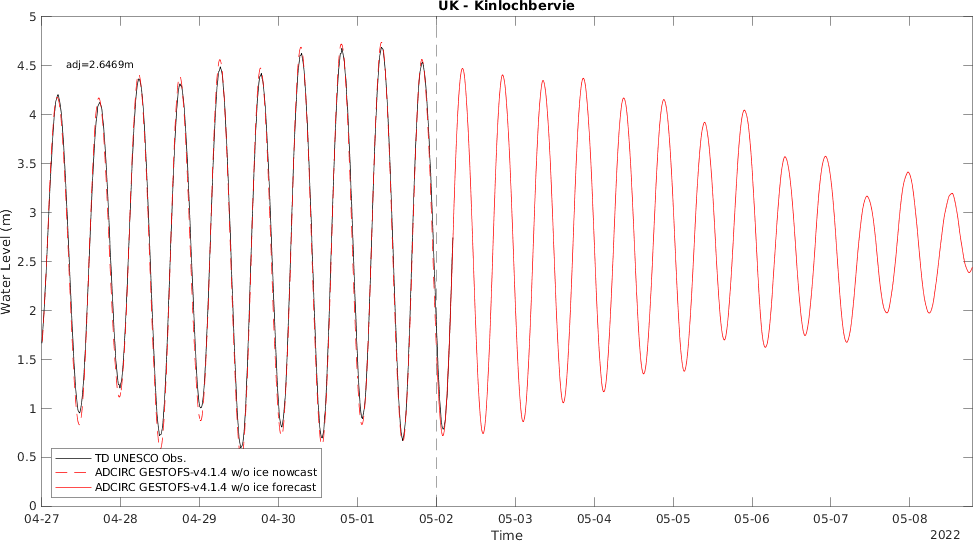 UK - Kinlochbervie
5
4.5
4
3.5
3
2.5
2
1.5
1
0.5
0
Water Level (m)
adj=2.6469m
TD UNESCO Obs.
ADCIRC GESTOFS-v4.1.4 w/o ice nowcast
ADCIRC GESTOFS-v4.1.4 w/o ice forecast
04-27 04-28 04-29 04-30 05-01 05-02 05-03 05-04 05-05 05-06 05-07 05-08
Time
2022